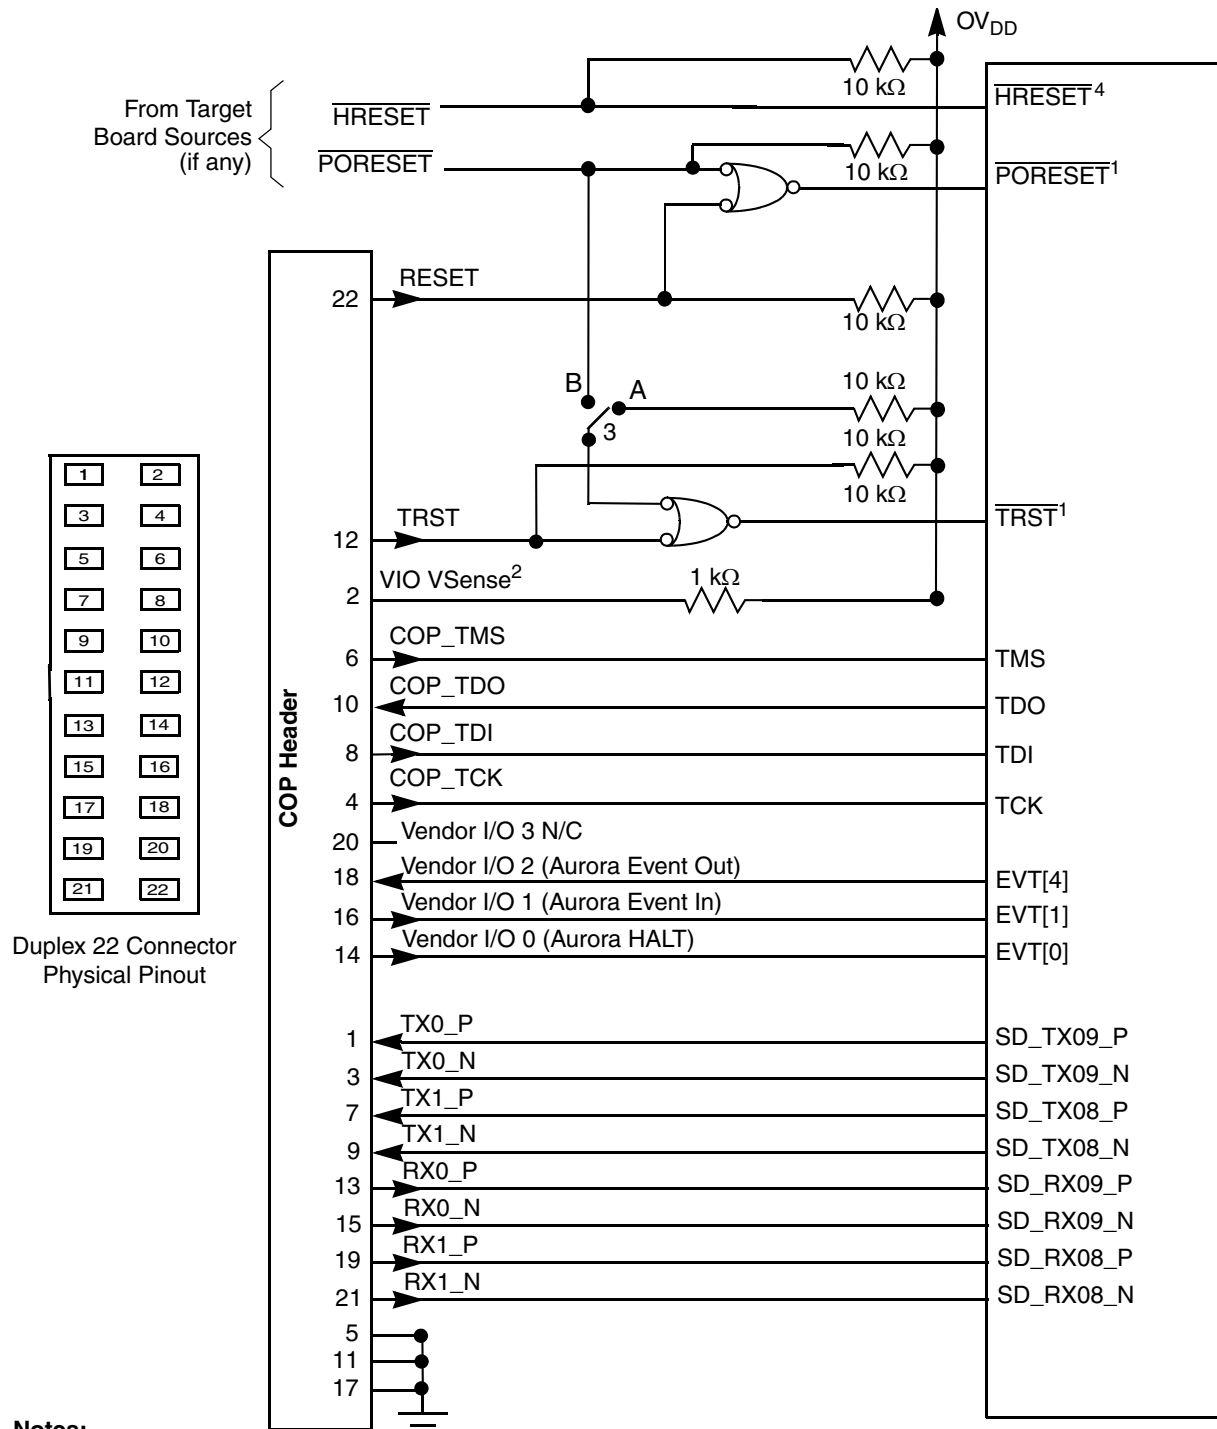 OVDD
From Target
Board Sources
(if any)
HRESET
PORESET
10 kΩ
HRESET4
10 kΩ
PORESET1
22
RESET
10 kΩ
B
A
3
10 kΩ
10 kΩ
10 kΩ
12
TRST
TRST1
2
VIO VSense2
1 kΩ
6
COP_TMS
TMS
10
COP_TDO
TDO
8
COP_TDI
TDI
4
COP_TCK
TCK
20
Vendor I/O 3 N/C
18
Vendor I/O 2 (Aurora Event Out)
EVT[4]
16
Vendor I/O 1 (Aurora Event In)
EVT[1]
14
Vendor I/O 0 (Aurora HALT)
EVT[0]
1
TX0_P
SD_TX09_P
3
TX0_N
SD_TX09_N
7
TX1_P
SD_TX08_P
9
TX1_N
SD_TX08_N
13
RX0_P
SD_RX09_P
15
RX0_N
SD_RX09_N
19
RX1_P
SD_RX08_P
21
RX1_N
SD_RX08_N
5
11
17
COP Header
1 2
3 4
5 6
7 8
9 10
11 12
13 14
15 16
17 18
19 20
21 22
Duplex 22 Connector
Physical Pinout
Notes: